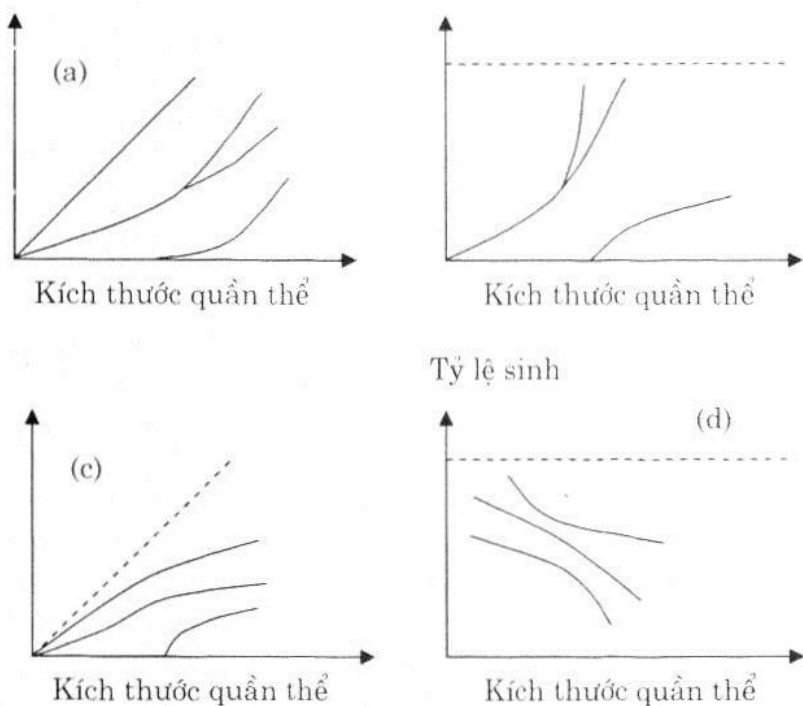 (a)
Kích thước quần thể
Kích thước quần thể
Tỷ lệ sinh
(c)
(d)
Kích thước quần thể
Kích thước quần thể